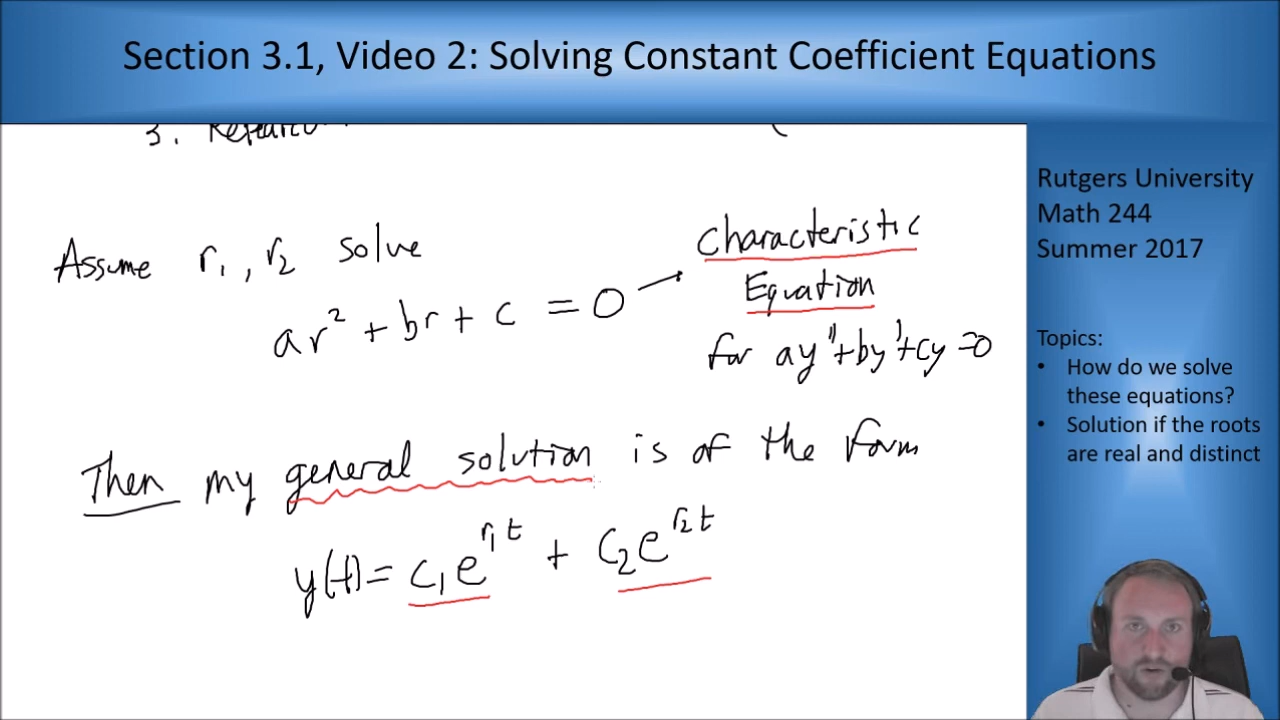 Section 3.1, Video 2: Solving Constant Coefficient Equations
3.
Assume r₁, r₂ solve
ar² + br + c = 0
Characteristic
Equation
for ay''+by'+cy=0
Then my general solution is of the form
y(t)= c₁e^{r₁t} + c₂e^{r₂t}
Rutgers University
Math 244
Summer 2017
Topics:
• How do we solve
these equations?
• Solution if the roots
are real and distinct